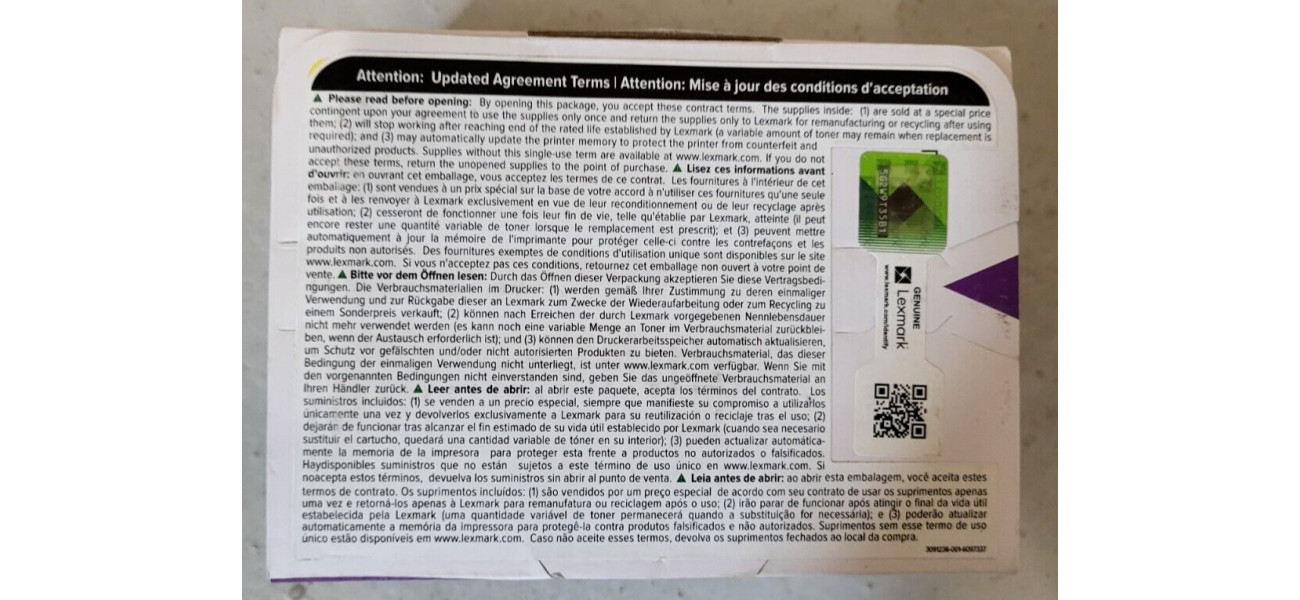 Attention: Updated Agreement Terms | Attention: Mise à jour des conditions d'acceptation
▲ Please read before opening: By opening this package, you accept these contract terms. The supplies inside: (1) are sold at a special price
contingent upon your agreement to use the supplies only once and return the supplies only to Lexmark for remanufacturing or recycling after using
them; (2) will stop working after reaching end of the rated life established by Lexmark (a variable amount of toner may remain when replacement is
required); and (3) may automatically update the printer memory to protect the printer from counterfeit and
unauthorized products. Supplies without this single-use term are available at www.lexmark.com. If you do not
accept these terms, return the unopened supplies to the point of purchase. ▲ Lisez ces informations avant
d'ouvrir: en ouvrant cet emballage, vous acceptez les termes de ce contrat. Les fournitures à l'intérieur de cet
emballage: (1) sont vendues à un prix spécial sur la base de votre accord à n'utiliser ces fournitures qu'une seule
fois et à les renvoyer à Lexmark exclusivement en vue de leur reconditionnement ou de leur recyclage après
utilisation; (2) cesseront de fonctionner une fois leur fin de vie, telle qu'établie par Lexmark, atteinte (il peut
encore rester une quantité variable de toner lorsque le remplacement est prescrit); et (3) peuvent mettre
automatiquement à jour la mémoire de l'imprimante pour protéger celle-ci contre les contrefaçons et les
produits non autorisés. Des fournitures exemptes de conditions d'utilisation unique sont disponibles sur le site
www.lexmark.com. Si vous n'acceptez pas ces conditions, retournez cet emballage non ouvert à votre point de
vente. ▲ Bitte vor dem Öffnen lesen: Durch das Öffnen dieser Verpackung akzeptieren Sie diese Vertragsbedi-
ngungen. Die Verbrauchsmaterialien im Drucker: (1) werden gemäß Ihrer Zustimmung zu deren einmaliger
Verwendung und zur Rückgabe dieser an Lexmark zum Zwecke der Wiederaufarbeitung oder zum Recycling zu
einem Sonderpreis verkauft; (2) können nach Erreichen der durch Lexmark vorgegebenen Nennlebensdauer
nicht mehr verwendet werden (es kann noch eine variable Menge an Toner im Verbrauchsmaterial zurückblei-
ben, wenn der Austausch erforderlich ist); und (3) können den Druckerarbeitsspeicher automatisch aktualisieren,
um Schutz vor gefälschten und/oder nicht autorisierten Produkten zu bieten. Verbrauchsmaterial, das dieser
Bedingung der einmaligen Verwendung nicht unterliegt, ist unter www.lexmark.com verfügbar. Wenn Sie mit
den vorgenannten Bedingungen nicht einverstanden sind, geben Sie das ungeöffnete Verbrauchsmaterial an
Ihren Händler zurück. ▲ Leer antes de abrir: al abrir este paquete, acepta los términos del contrato. Los
suministros incluidos: (1) se venden a un precio especial, siempre que manifieste su compromiso a utilizarlos
únicamente una vez y devolverlos exclusivamente a Lexmark para su reutilización o reciclaje tras el uso; (2)
dejarán de funcionar tras alcanzar el fin estimado de su vida útil establecido por Lexmark (cuando sea necesario
sustituir el cartucho, quedará una cantidad variable de tóner en su interior); (3) pueden actualizar automática-
mente la memoria de la impresora para proteger esta frente a productos no autorizados o falsificados.
Haydisponibles suministros que no están sujetos a este término de uso único en www.lexmark.com. Si
noacepta estos términos, devuelva los suministros sin abrir al punto de venta. ▲ Leia antes de abrir: ao abrir esta embalagem, você aceita estes
termos de contrato. Os suprimentos incluídos: (1) são vendidos por um preço especial de acordo com seu contrato de usar os suprimentos apenas
uma vez e retorná-los apenas à Lexmark para remanufatura ou reciclagem após o uso; (2) irão parar de funcionar após atingir o final da vida útil
estabelecida pela Lexmark (uma quantidade variável de toner permanecerá quando a substituição for necessária); e (3) poderão atualizar
automaticamente a memória da impressora para protegê-la contra produtos falsificados e não autorizados. Suprimentos sem esse termo de uso
único estão disponíveis em www.lexmark.com. Caso não aceite esses termos, devolva os suprimentos fechados ao local da compra.
GENUINE
Lexmark
www.lexmark.com/identify